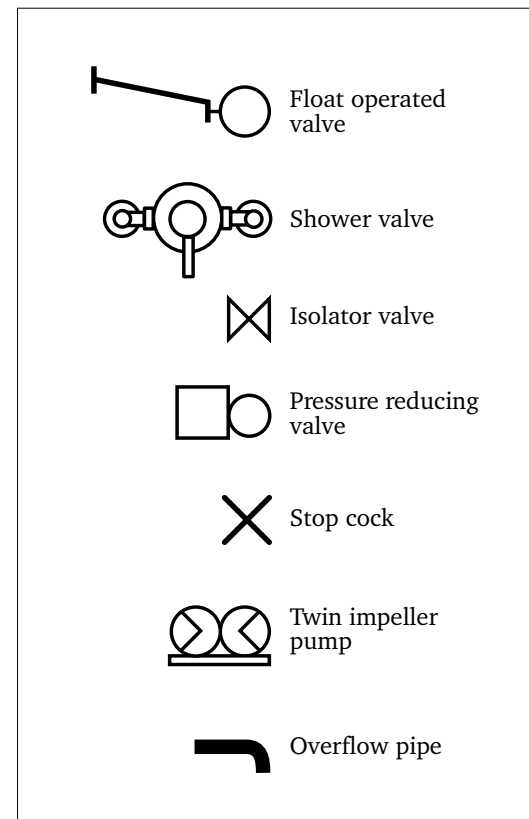 Float operated
valve
Shower valve
Isolator valve
Pressure reducing
valve
Stop cock
Twin impeller
pump
Overflow pipe